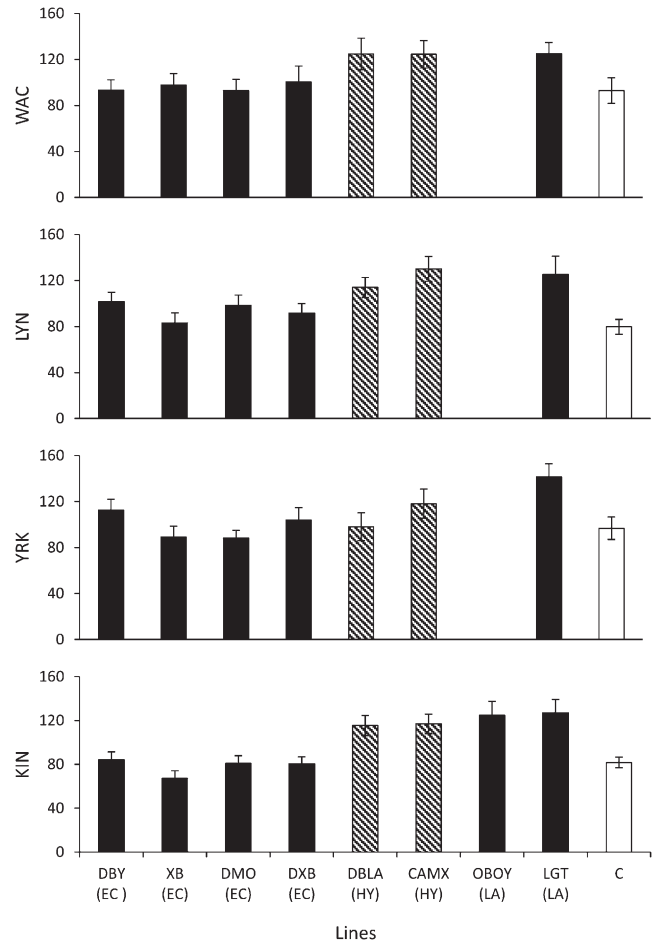 160
120
80
40
0
WAC
160
120
80
40
0
LYN
160
120
80
40
0
YRK
160
120
80
40
0
KIN
DBY XB DMO DXB DBLA CAMX OBOY LGT C
(EC ) (EC) (EC) (EC) (HY) (HY) (LA) (LA)
Lines